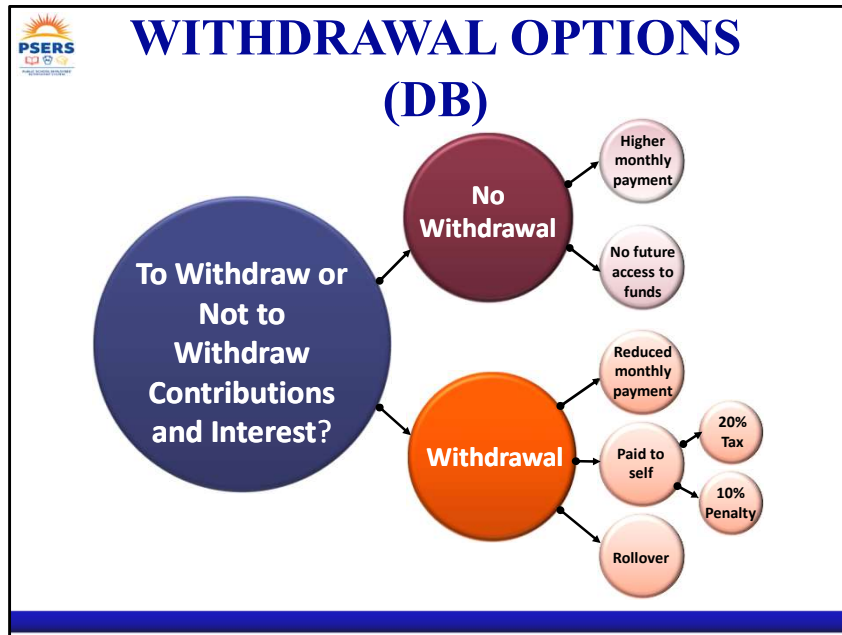 WITHDRAWAL OPTIONS
(DB)
PSERS
To Withdraw or
Not to
Withdraw
Contributions
and Interest?
No
Withdrawal
Higher
monthly
payment
No future
access to
funds
Withdrawal
Reduced
monthly
payment
Paid to
self
20%
Tax
10%
Penalty
Rollover